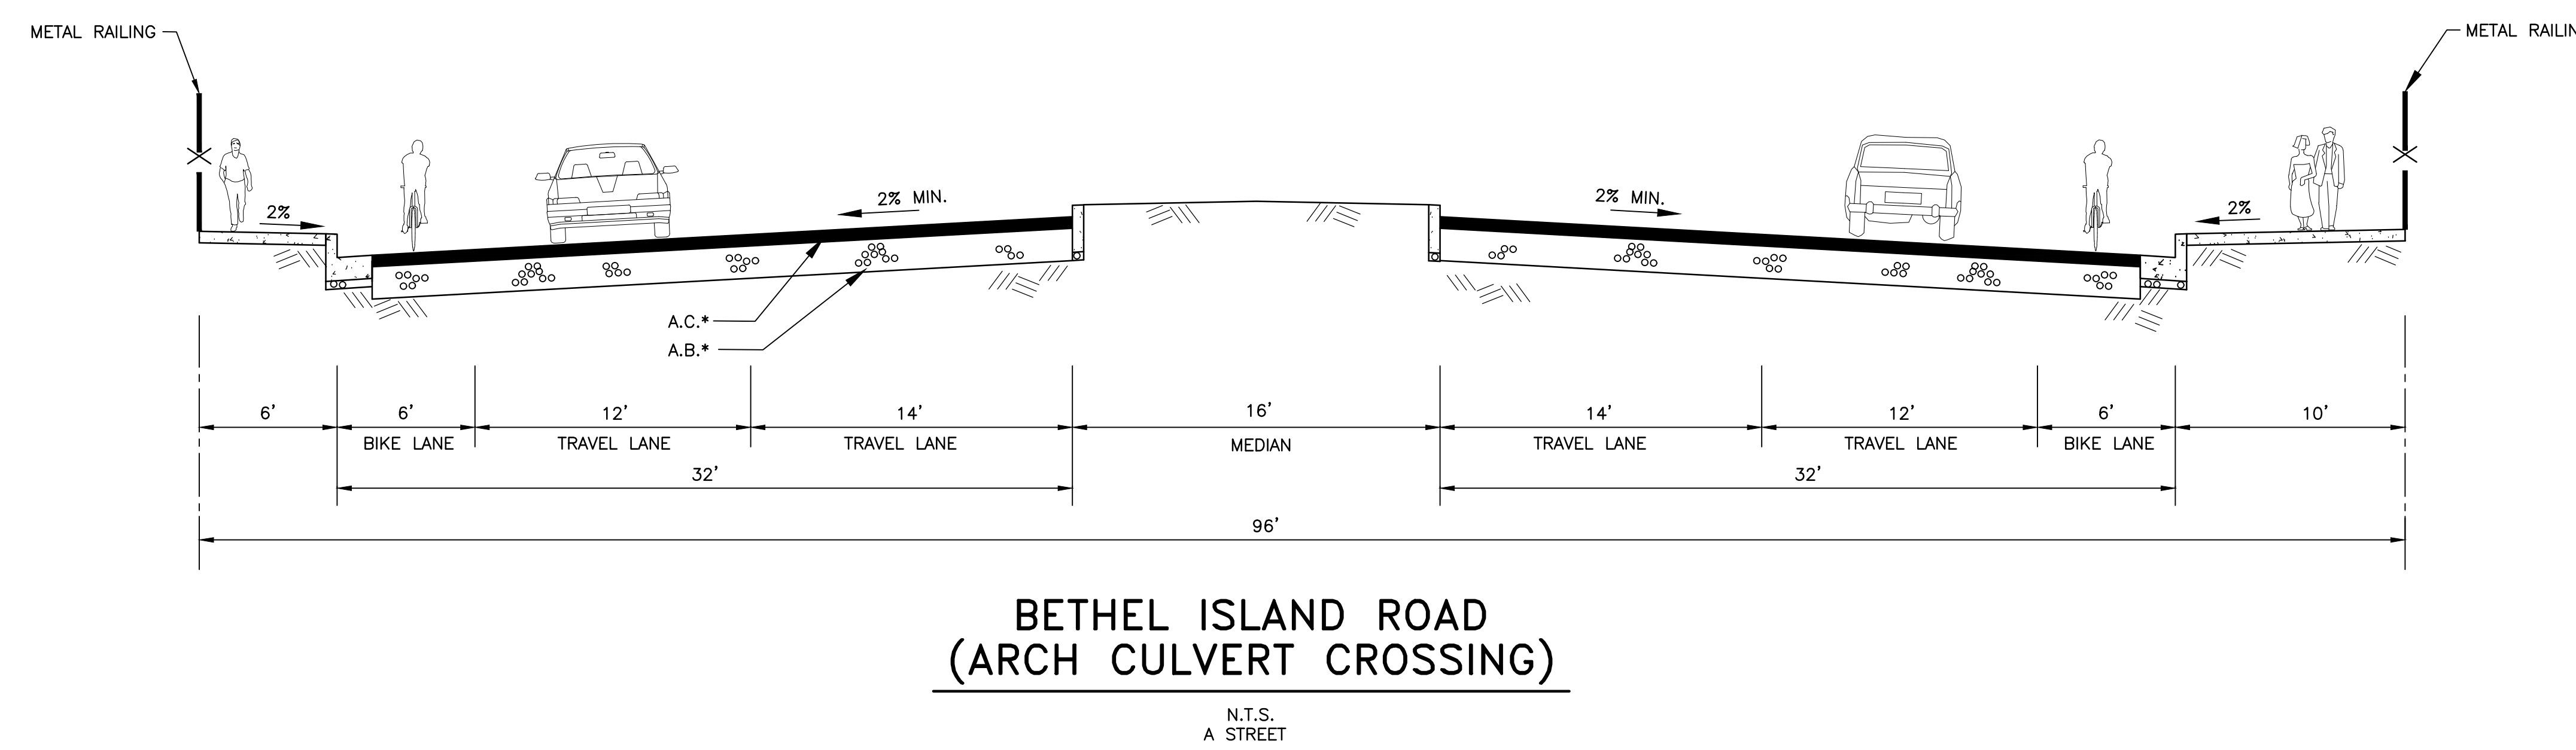 METAL RAILING
METAL RAILIN
2%
2% MIN.
2% MIN.
2%
A.C.*
A.B.*
6'
6'
12'
14'
16'
14'
12'
6'
10'
BIKE LANE
TRAVEL LANE
TRAVEL LANE
MEDIAN
TRAVEL LANE
TRAVEL LANE
BIKE LANE
32'
32'
96'
BETHEL ISLAND ROAD
(ARCH CULVERT CROSSING)
N.T.S.
A STREET